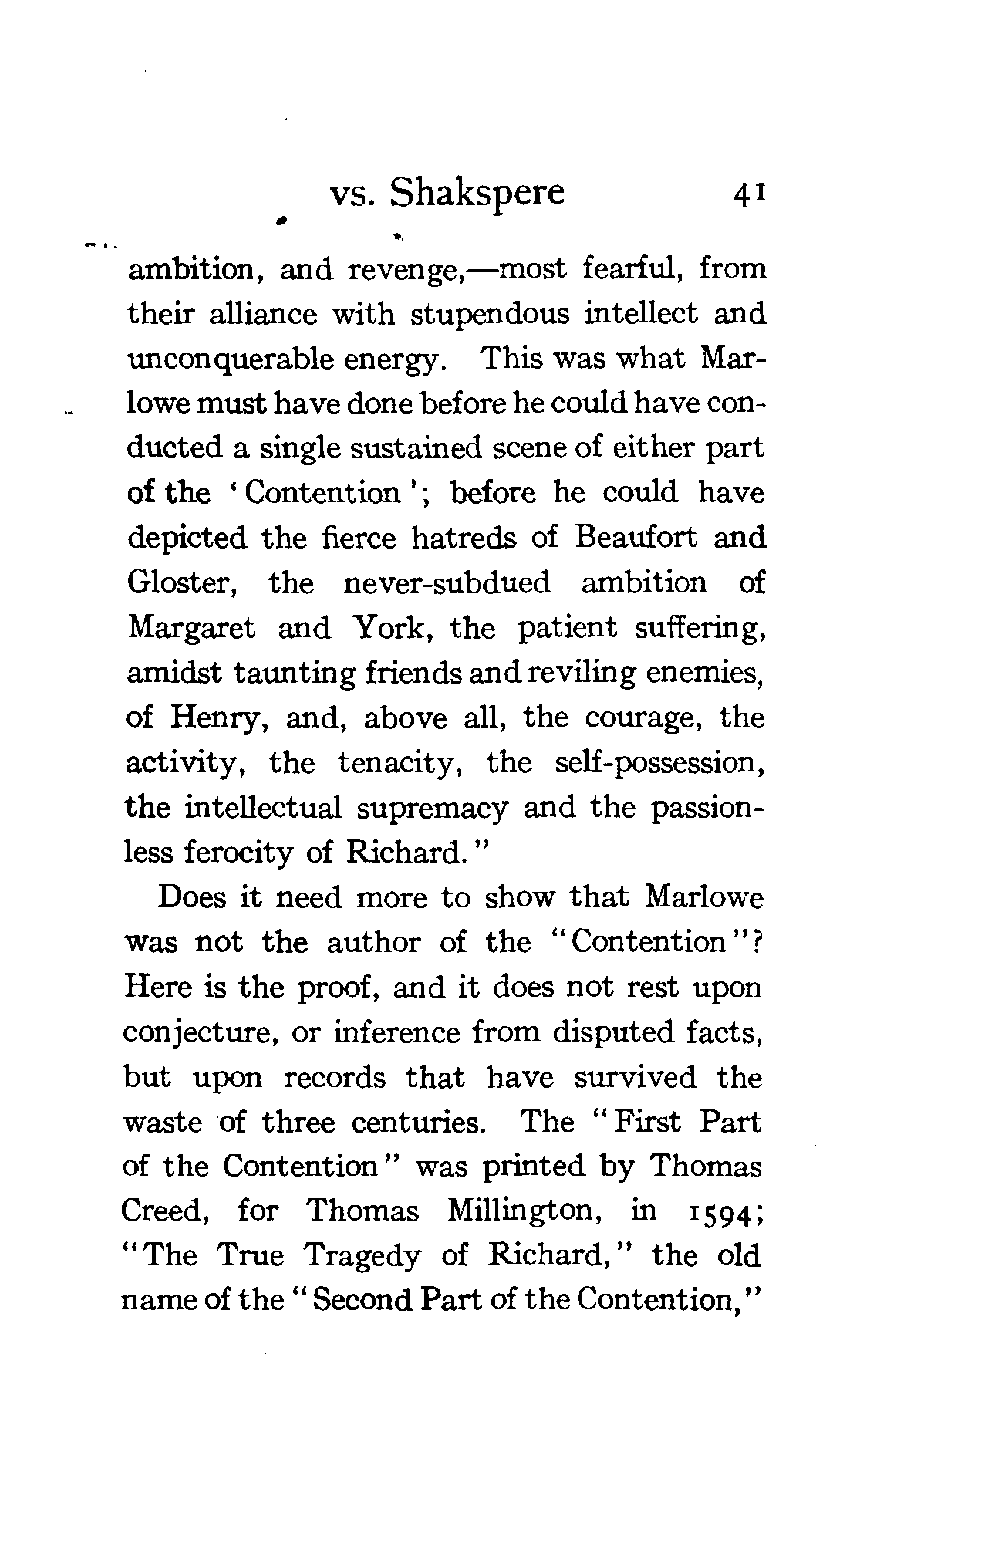 vs. Shakspere 41
ambition, and revenge,—most fearful, from
their alliance with stupendous intellect and
unconquerable energy. This was what Mar-
lowe must have done before he could have con-
ducted a single sustained scene of either part
of the ‘Contention’; before he could have
depicted the fierce hatreds of Beaufort and
Gloster, the never-subdued ambition of
Margaret and York, the patient suffering,
amidst taunting friends and reviling enemies,
of Henry, and, above all, the courage, the
activity, the tenacity, the self-possession,
the intellectual supremacy and the passion-
less ferocity of Richard.”
Does it need more to show that Marlowe
was not the author of the “Contention”?
Here is the proof, and it does not rest upon
conjecture, or inference from disputed facts,
but upon records that have survived the
waste of three centuries. The “First Part
of the Contention” was printed by Thomas
Creed, for Thomas Millington, in 1594;
“The True Tragedy of Richard,” the old
name of the “Second Part of the Contention,”